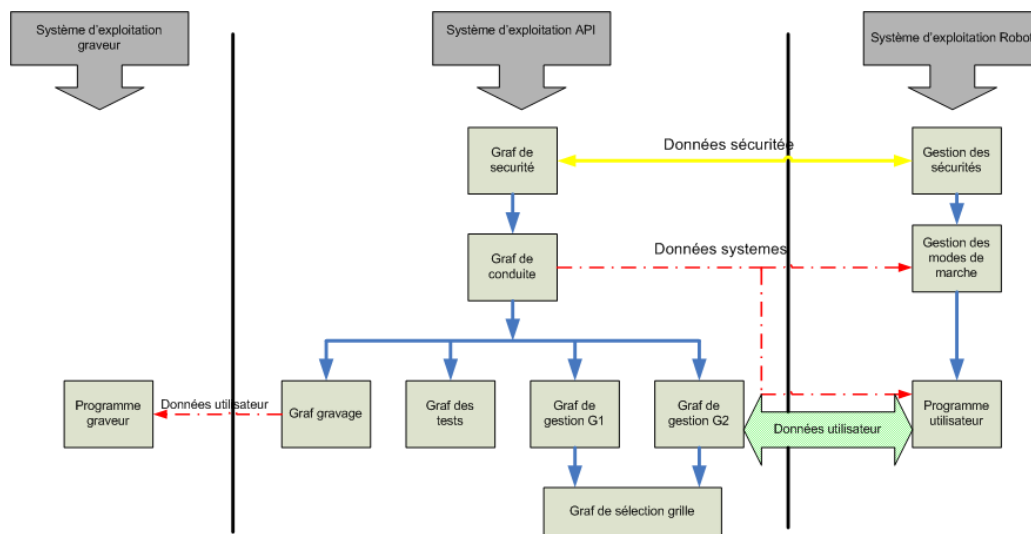 Système d'exploitation
graveur
Système d'exploitation API
Système d'exploitation Robot
Graf de
securité
Données sécuritée
Gestion des
sécurités
Graf
de conduite
Données systemes
Gestion des
modes de
marche
Programme
graveur
Données utilisateur
Graf gravage
Graf des
tests
Graf de
gestion G1
Graf de
gestion G2
Données utilisateur
Programme
utilisateur
Graf de sélection grille